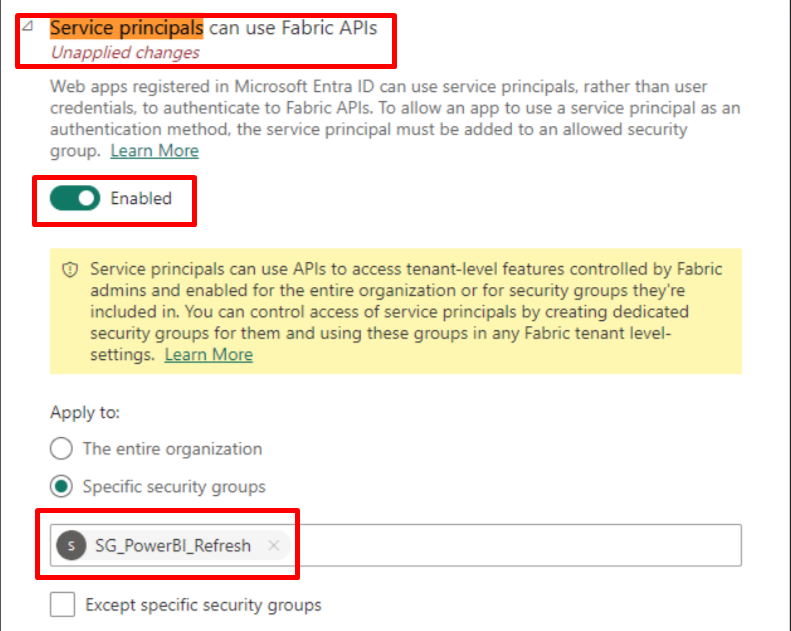 Service principals can use Fabric APIs
Unapplied changes
Web apps registered in Microsoft Entra ID can use service principals, rather than user
credentials, to authenticate to Fabric APIs. To allow an app to use a service principal as an
authentication method, the service principal must be added to an allowed security
group. Learn More
Enabled
Service principals can use APIs to access tenant-level features controlled by Fabric
admins and enabled for the entire organization or for security groups they're
included in. You can control access of service principals by creating dedicated
security groups for them and using these groups in any Fabric tenant level-
settings. Learn More
Apply to:
The entire organization
Specific security groups
S SG_PowerBI_Refresh
Except specific security groups